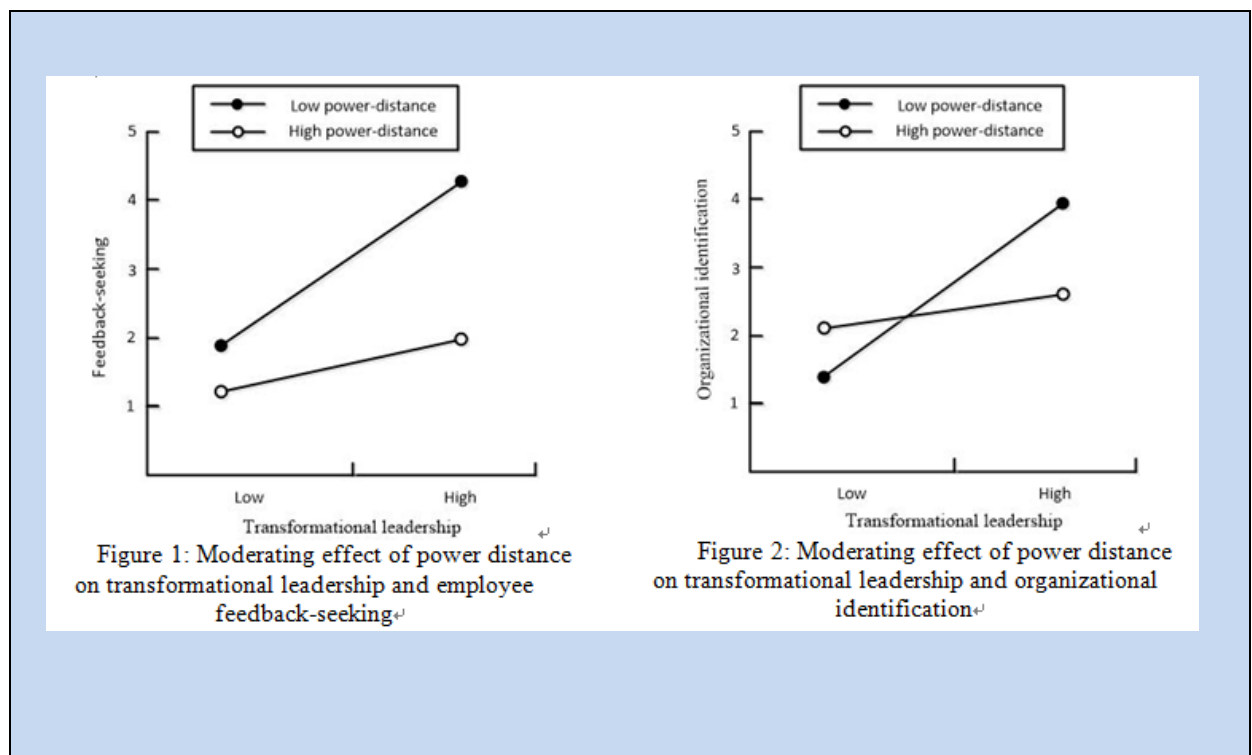 Low power-distance
High power-distance
5
4
3
2
1
Feedback-seeking
Low
High
Transformational leadership
Figure 1: Moderating effect of power distance
on transformational leadership and employee
feedback-seeking
Low power-distance
High power-distance
5
4
3
2
1
Organizational identification
Low
High
Transformational leadership
Figure 2: Moderating effect of power distance
on transformational leadership and organizational
identification